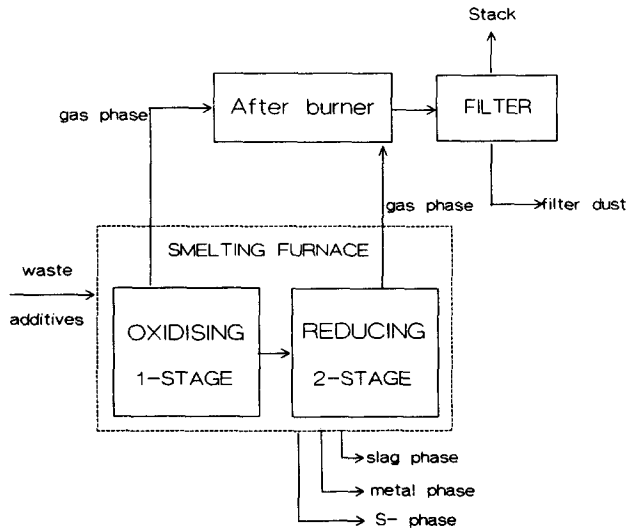 Stack
After burner
FILTER
gas phase
gas phase
filter dust
SMELTING FURNACE
waste
additives
OXIDISING
1-STAGE
REDUCING
2-STAGE
slag phase
metal phase
S- phase